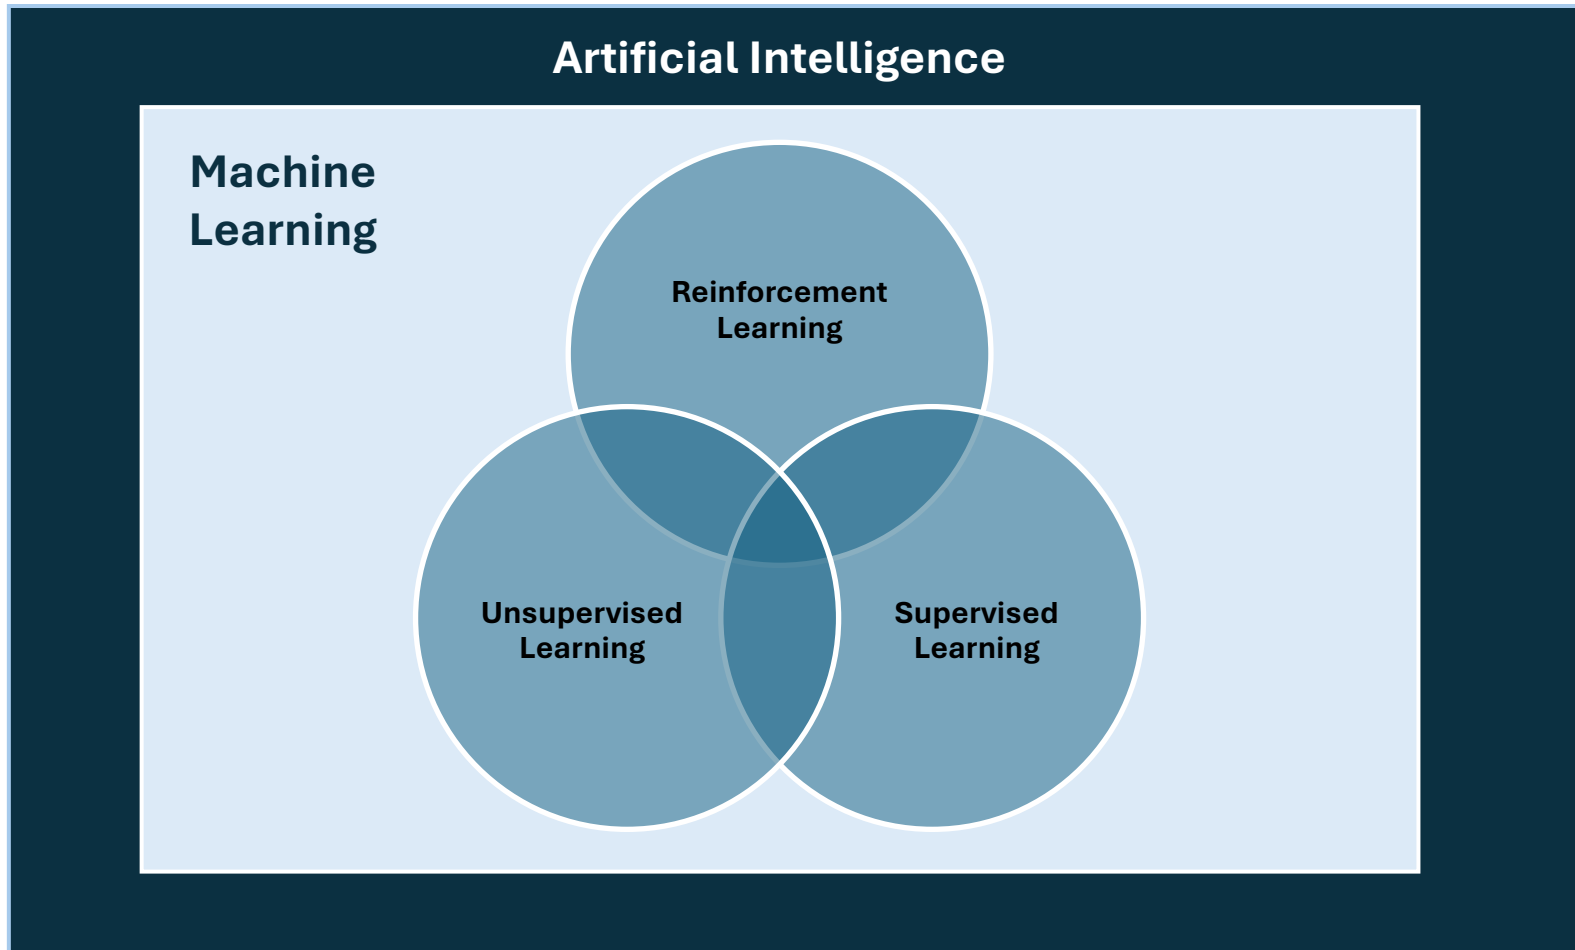 Artificial Intelligence
Machine
Learning
Reinforcement
Learning
Unsupervised
Learning
Supervised
Learning